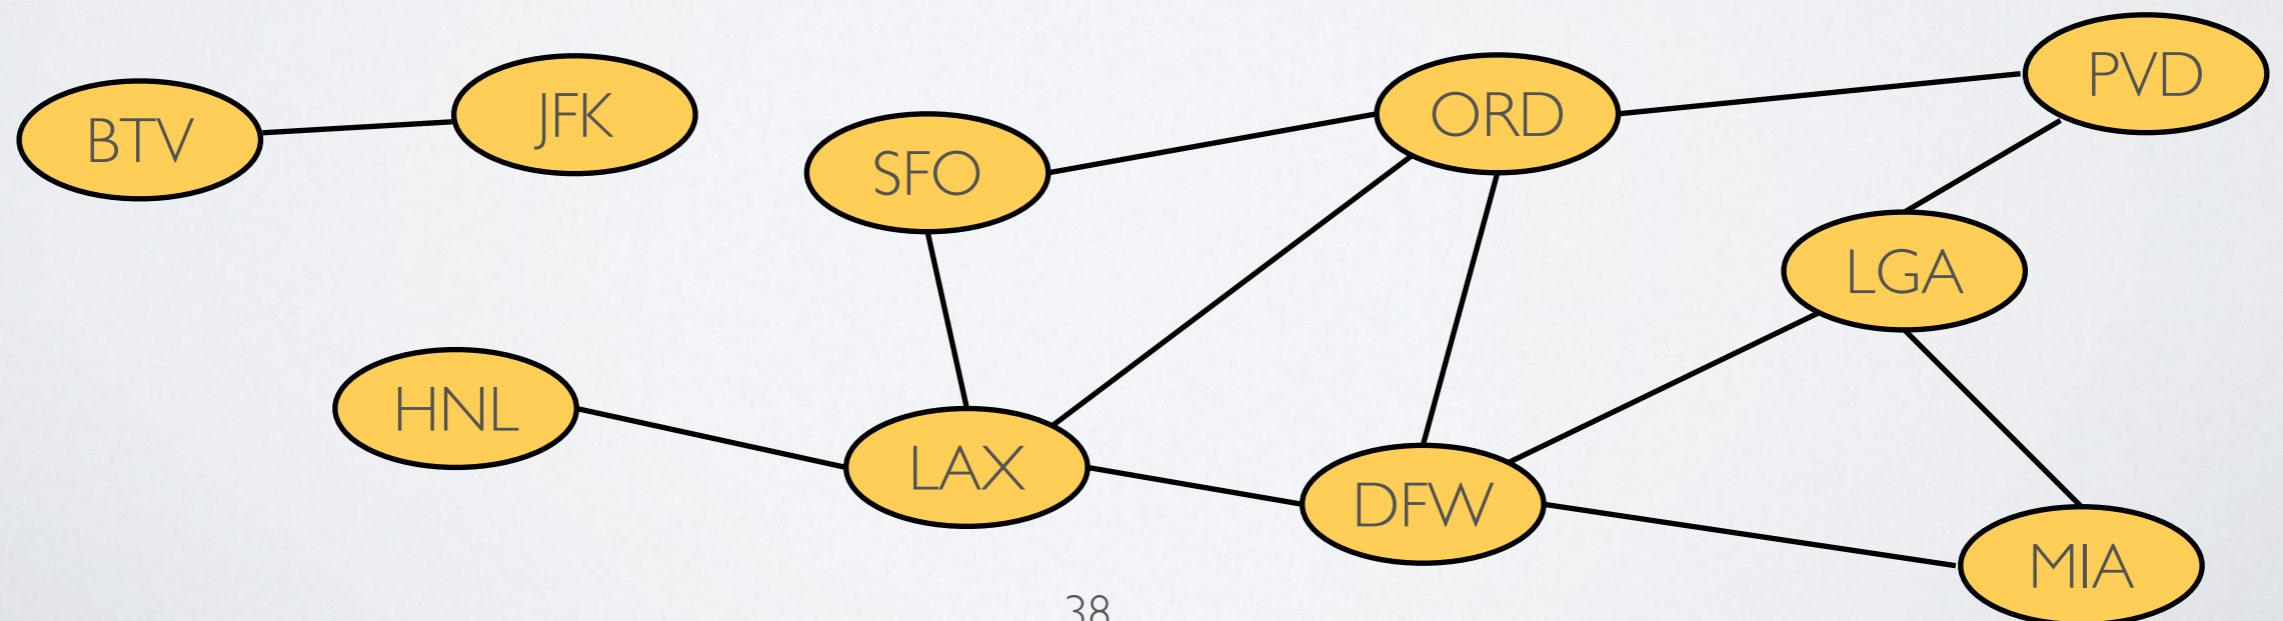 PVD
ORD
JFK
BTV
SFO
LGA
HNL
LAX
DFW
MIA
38